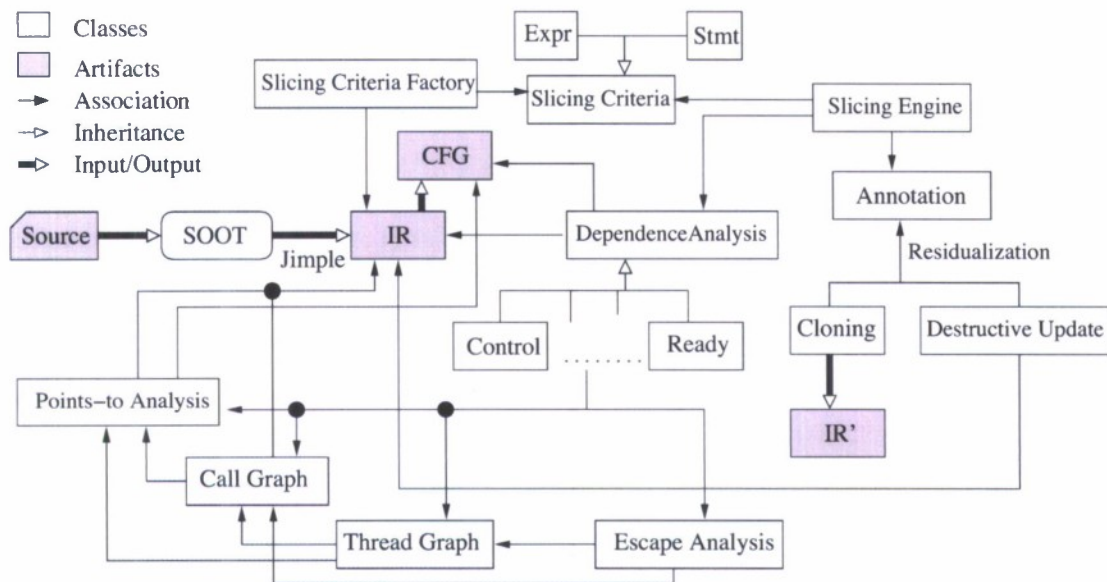 Classes
Artifacts
Association
Inheritance
Input/Output
Expr
Stmt
Slicing Criteria Factory
Slicing Criteria
Slicing Engine
CFG
Annotation
Source
SOOT
Jimple
IR
DependenceAnalysis
Residualization
Control
Ready
Cloning
Destructive Update
Points-to Analysis
IR'
Call Graph
Thread Graph
Escape Analysis